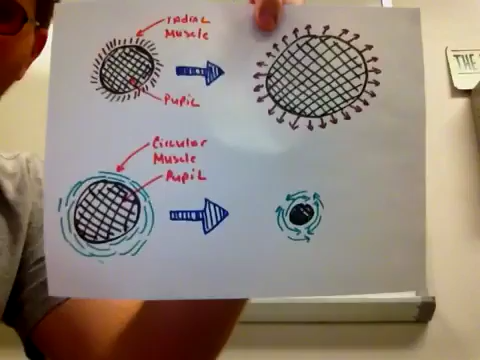 radial
Muscle
Pupil
Circular
Muscle
Pupil
THE